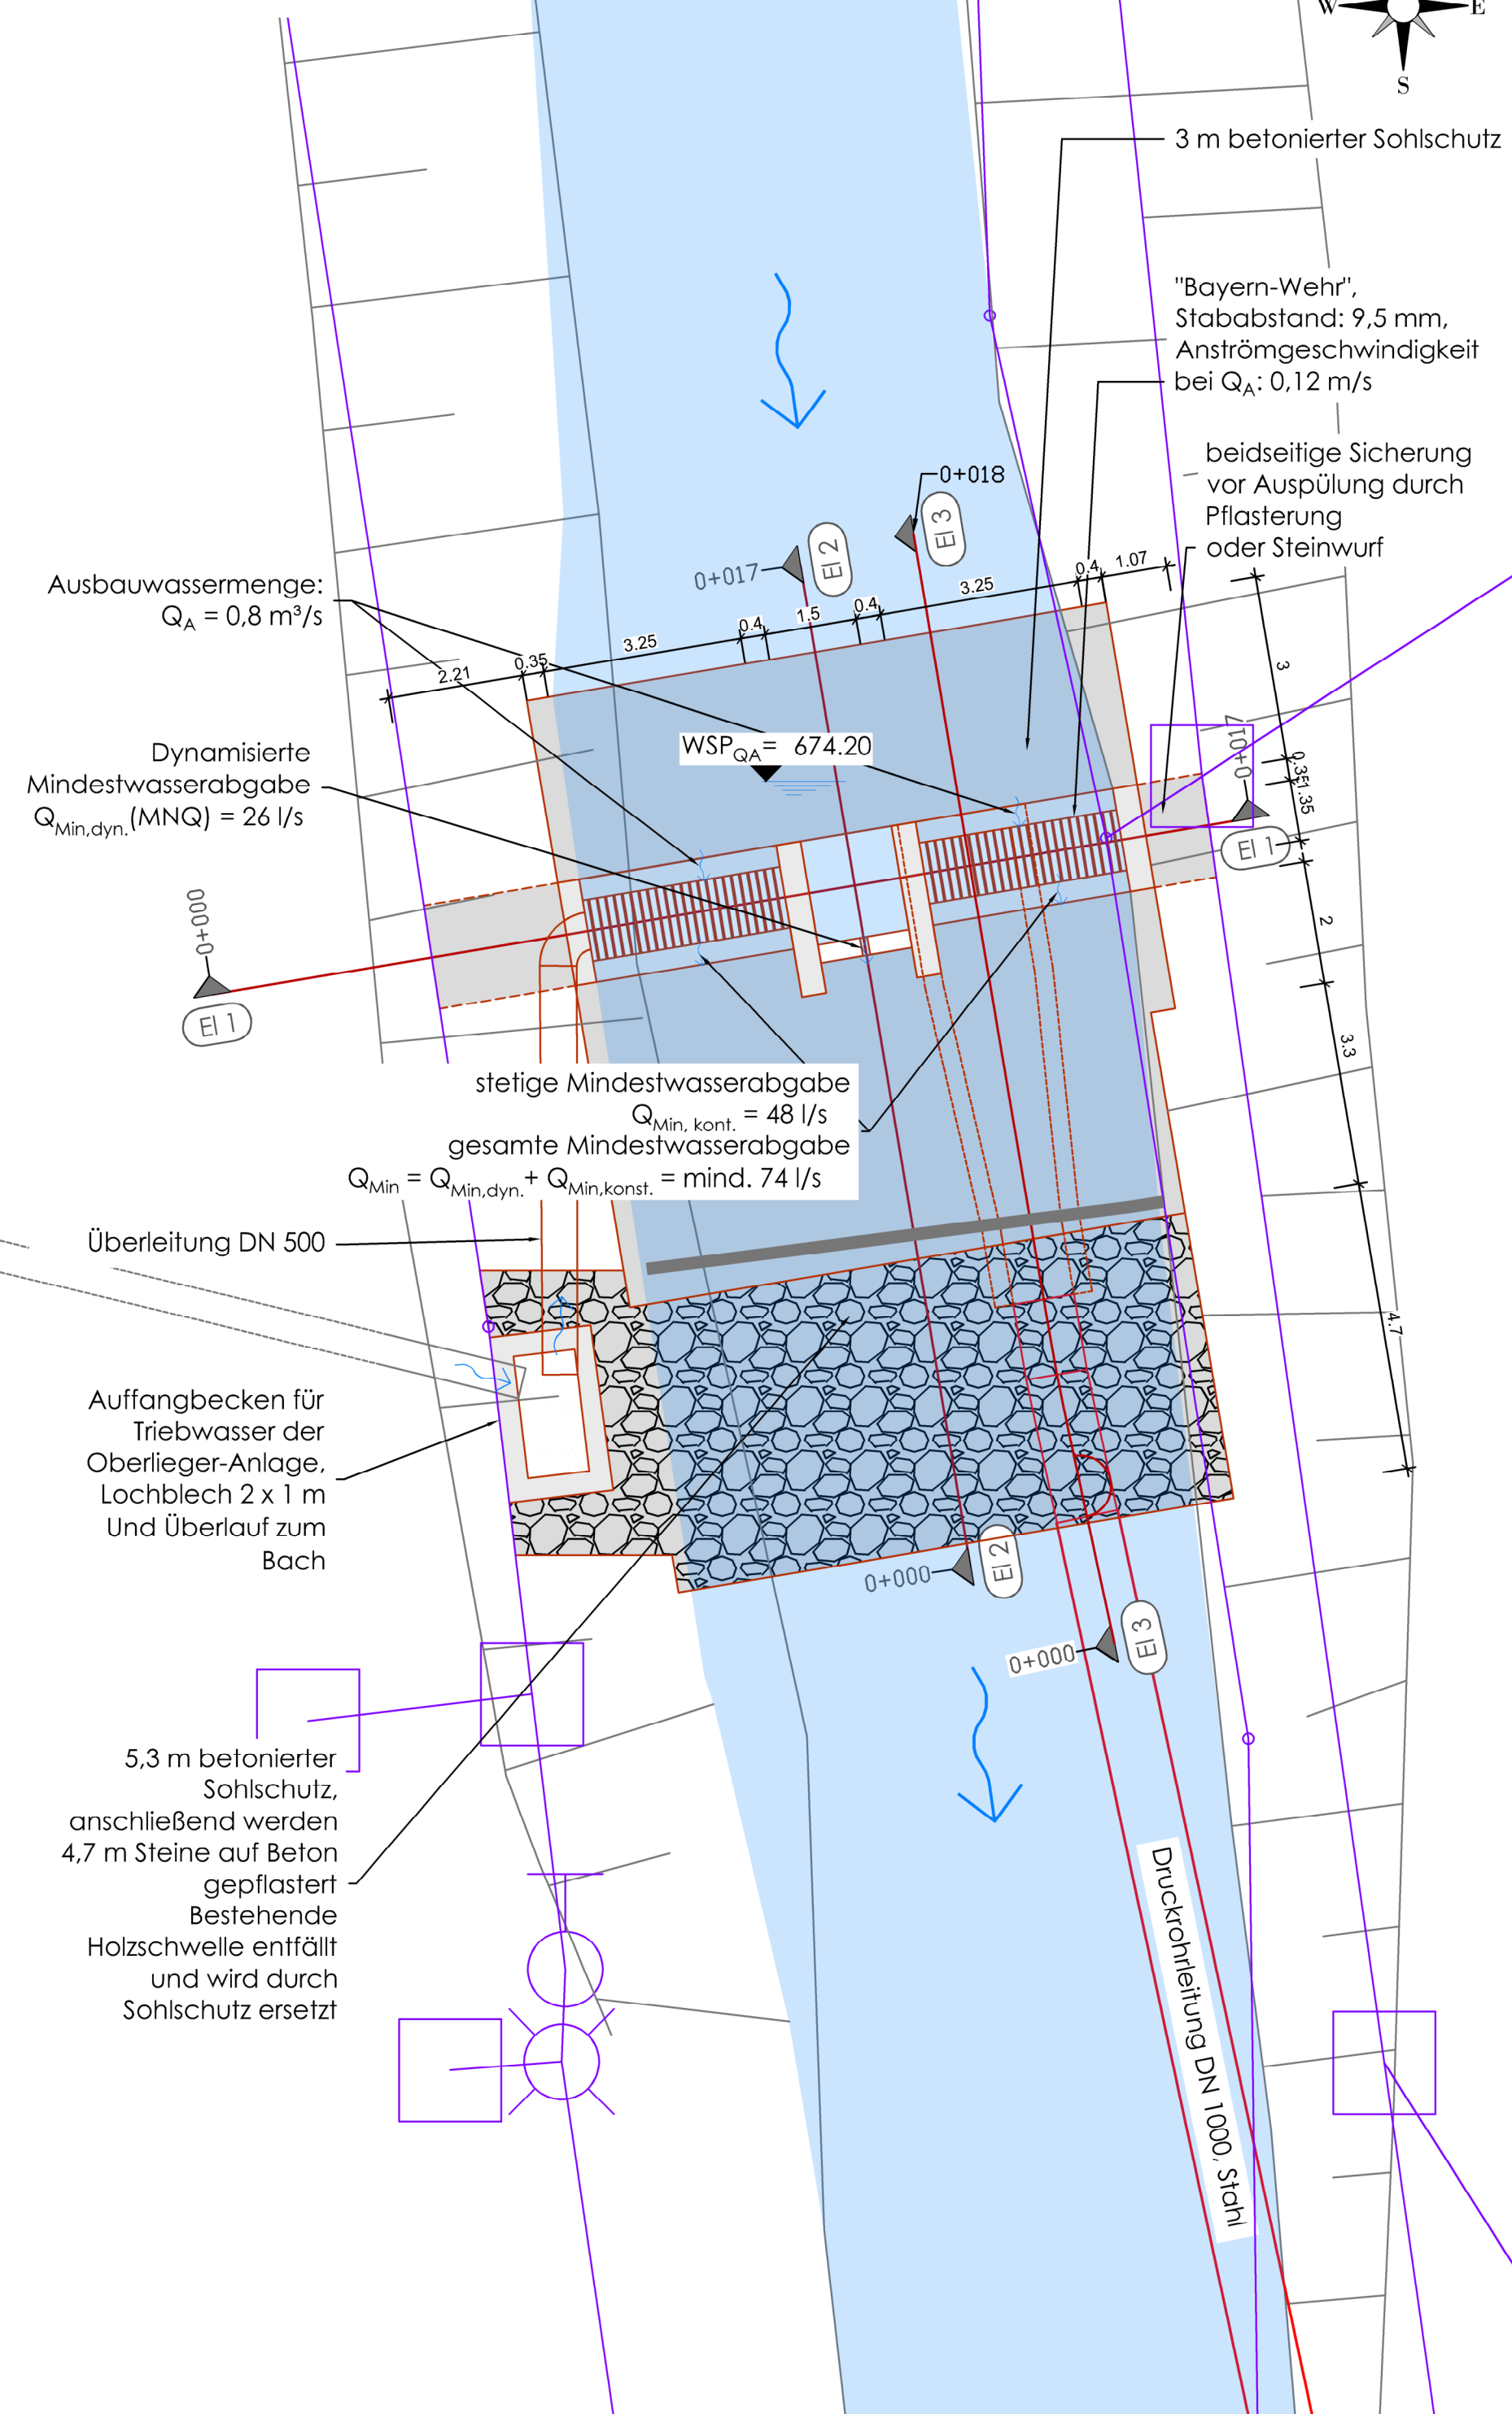 W
E
S
3 m betonierter Sohlschutz
"Bayern-Wehr",
Stababstand: 9,5 mm,
Anströmgeschwindigkeit
bei QA: 0,12 m/s
beidseitige Sicherung
vor Auspülung durch
Pflasterung
oder Steinwurf
0+018
El 3
El 2
0+017
Ausbauwassermenge:
QA = 0,8 m³/s
2.21
0.35
3.25
0.4
1.5
0.4
3.25
0.4
1.07
3
0.35
1.35
2
3.3
4.7
WSPQA= 674.20
Dynamisierte
Mindestwasserabgabe
QMin,dyn.(MNQ) = 26 l/s
0+017
El 1
0+000
El 1
stetige Mindestwasserabgabe
QMin, kont. = 48 l/s
gesamte Mindestwasserabgabe
QMin = QMin,dyn.+ QMin,konst. = mind. 74 l/s
Überleitung DN 500
Auffangbecken für
Triebwasser der
Oberlieger-Anlage,
Lochblech 2 x 1 m
Und Überlauf zum
Bach
0+000
El 2
0+000
El 3
5,3 m betonierter
Sohlschutz,
anschließend werden
4,7 m Steine auf Beton
gepflastert
Bestehende
Holzschwelle entfällt
und wird durch
Sohlschutz ersetzt
Druckrohrleitung DN 1000, Stahl